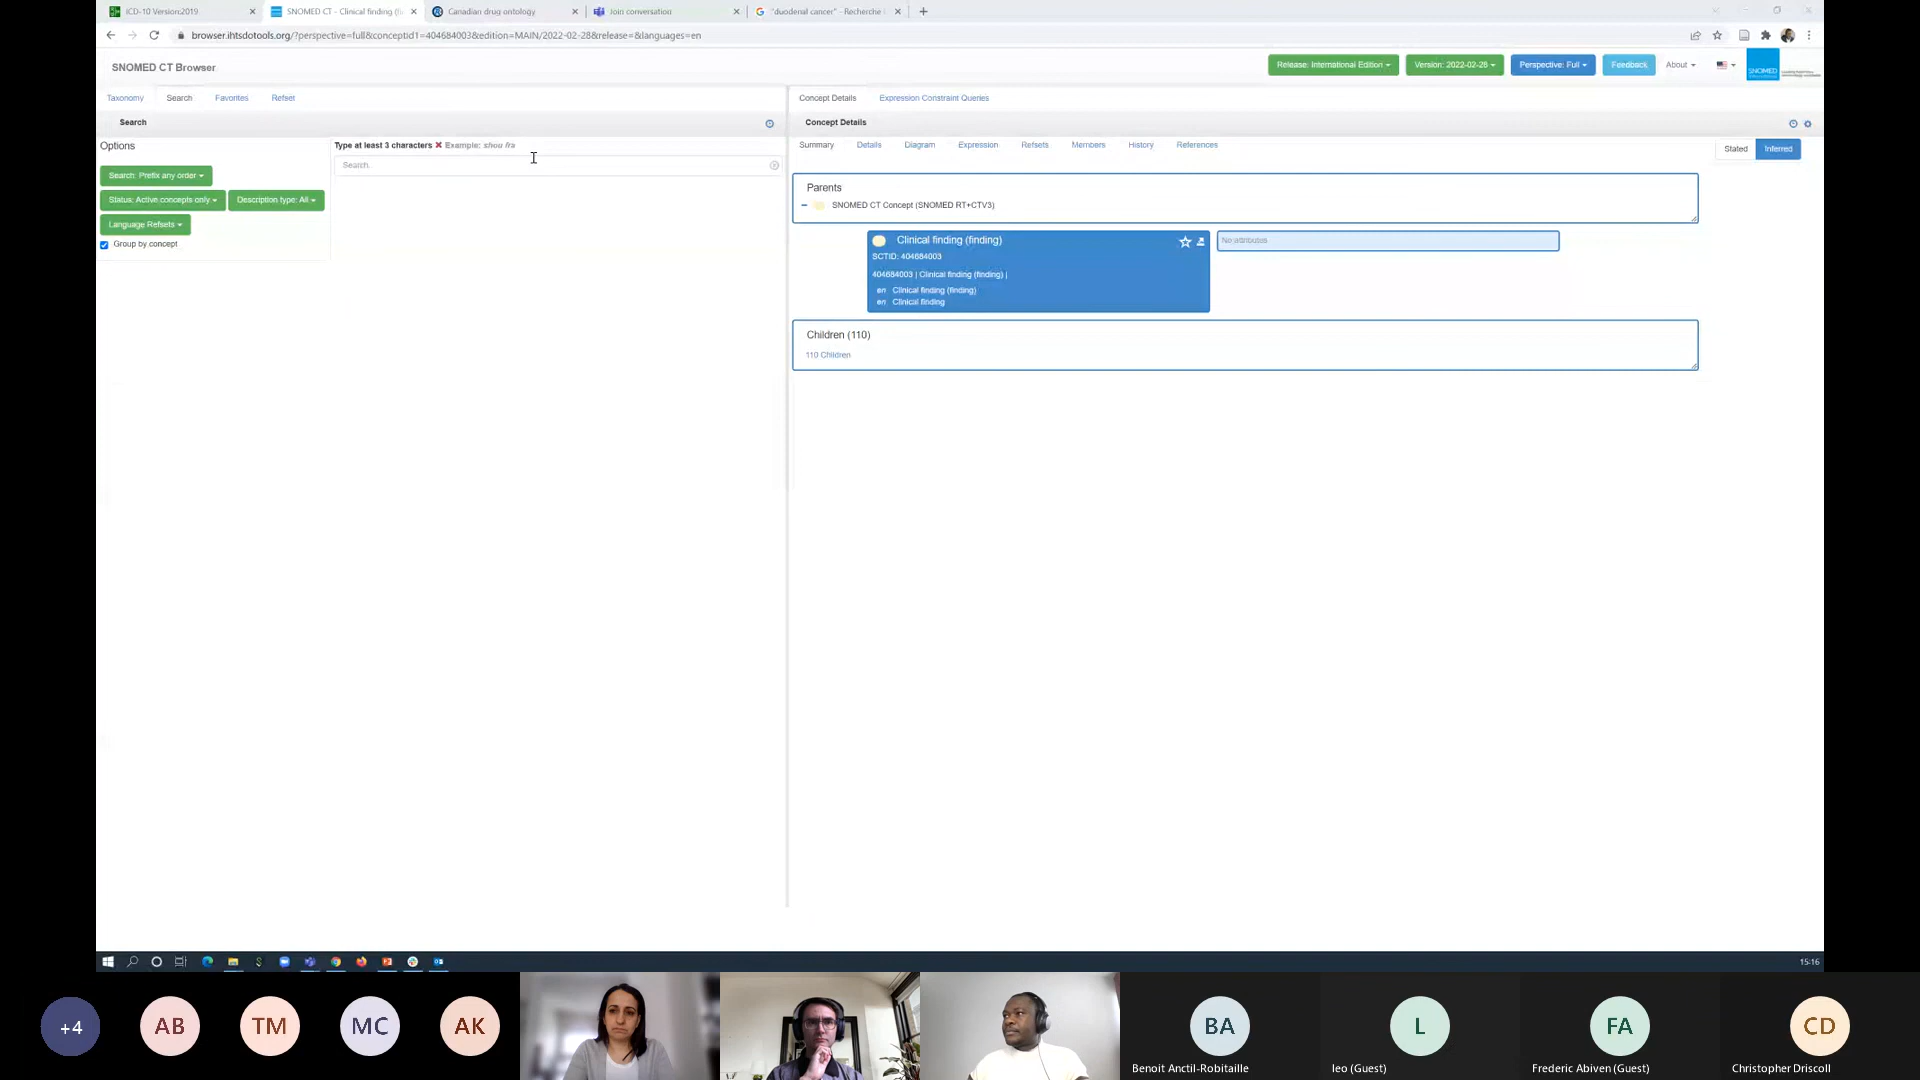 ICD-10 Version:2019
SNOMED CT - Clinical finding (fi
Canadian drug ontology
Join conversation
"duodenal cancer" - Recherche
browser.ihtsdotools.org/?perspective=full&conceptId1=404684003&edition=MAIN/2022-02-28&release=&languages=en
SNOMED CT Browser
Release: International Edition
Version: 2022-02-28
Perspective: Full
Feedback
About
SNOMED
Taxonomy
Search
Favorites
Refset
Concept Details
Expression Constraint Queries
Search
Concept Details
Options
Type at least 3 characters Example: shou fra
Search.
Search: Prefix any order
Status: Active concepts only
Description type: All
Language Refsets
Group by concept
Summary
Details
Diagram
Expression
Refsets
Members
History
References
Stated
Inferred
Parents
SNOMED CT Concept (SNOMED RT+CTV3)
Clinical finding (finding)
SCTID: 404684003
404684003 | Clinical finding (finding) |
en Clinical finding (finding)
en Clinical finding
No attributes
Children (110)
110 Children
15:16
+4
AB
TM
MC
AK
BA
Benoit Anctil-Robitaille
L
leo (Guest)
FA
Frederic Abiven (Guest)
CD
Christopher Driscoll